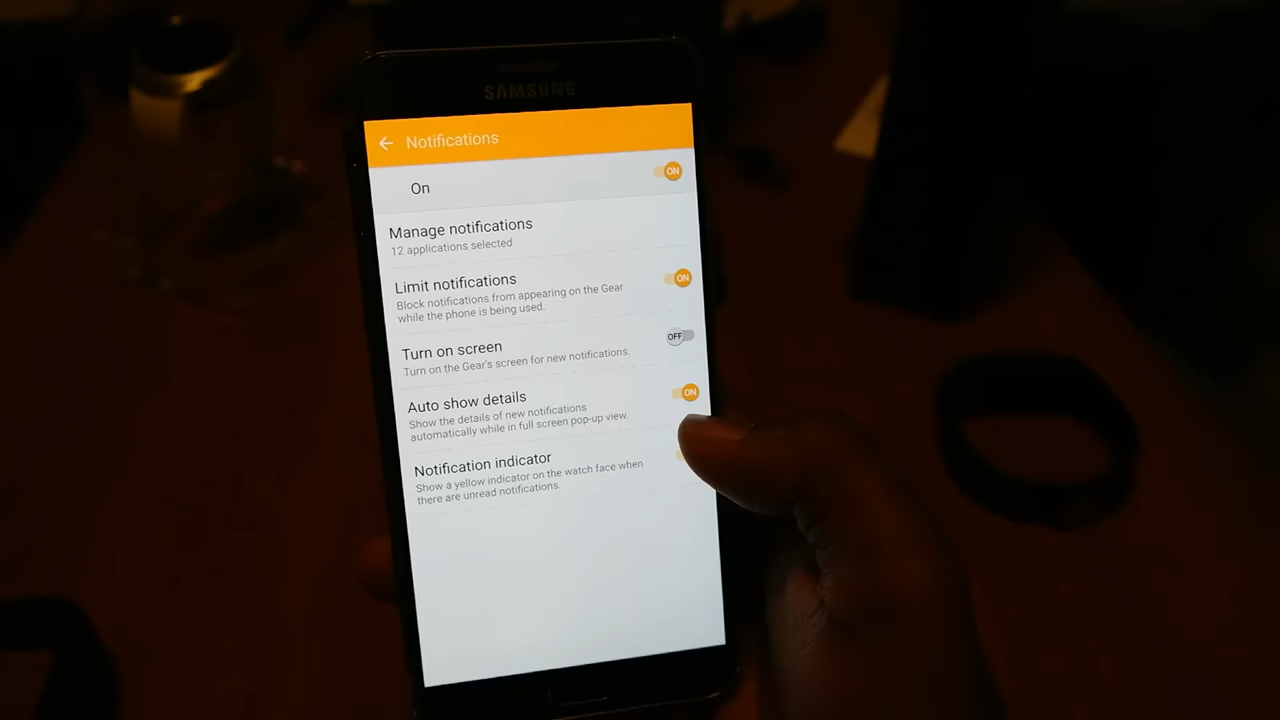 SAMSUNG
Notifications
On
ON
Manage notifications
12 applications selected
Limit notifications
ON
Block notifications from appearing on the Gear
while the phone is being used.
Turn on screen
OFF
Turn on the Gear's screen for new notifications.
Auto show details
ON
Show the details of new notifications
automatically while in full screen pop-up view.
Notification indicator
Show a yellow indicator on the watch face when
there are unread notifications.